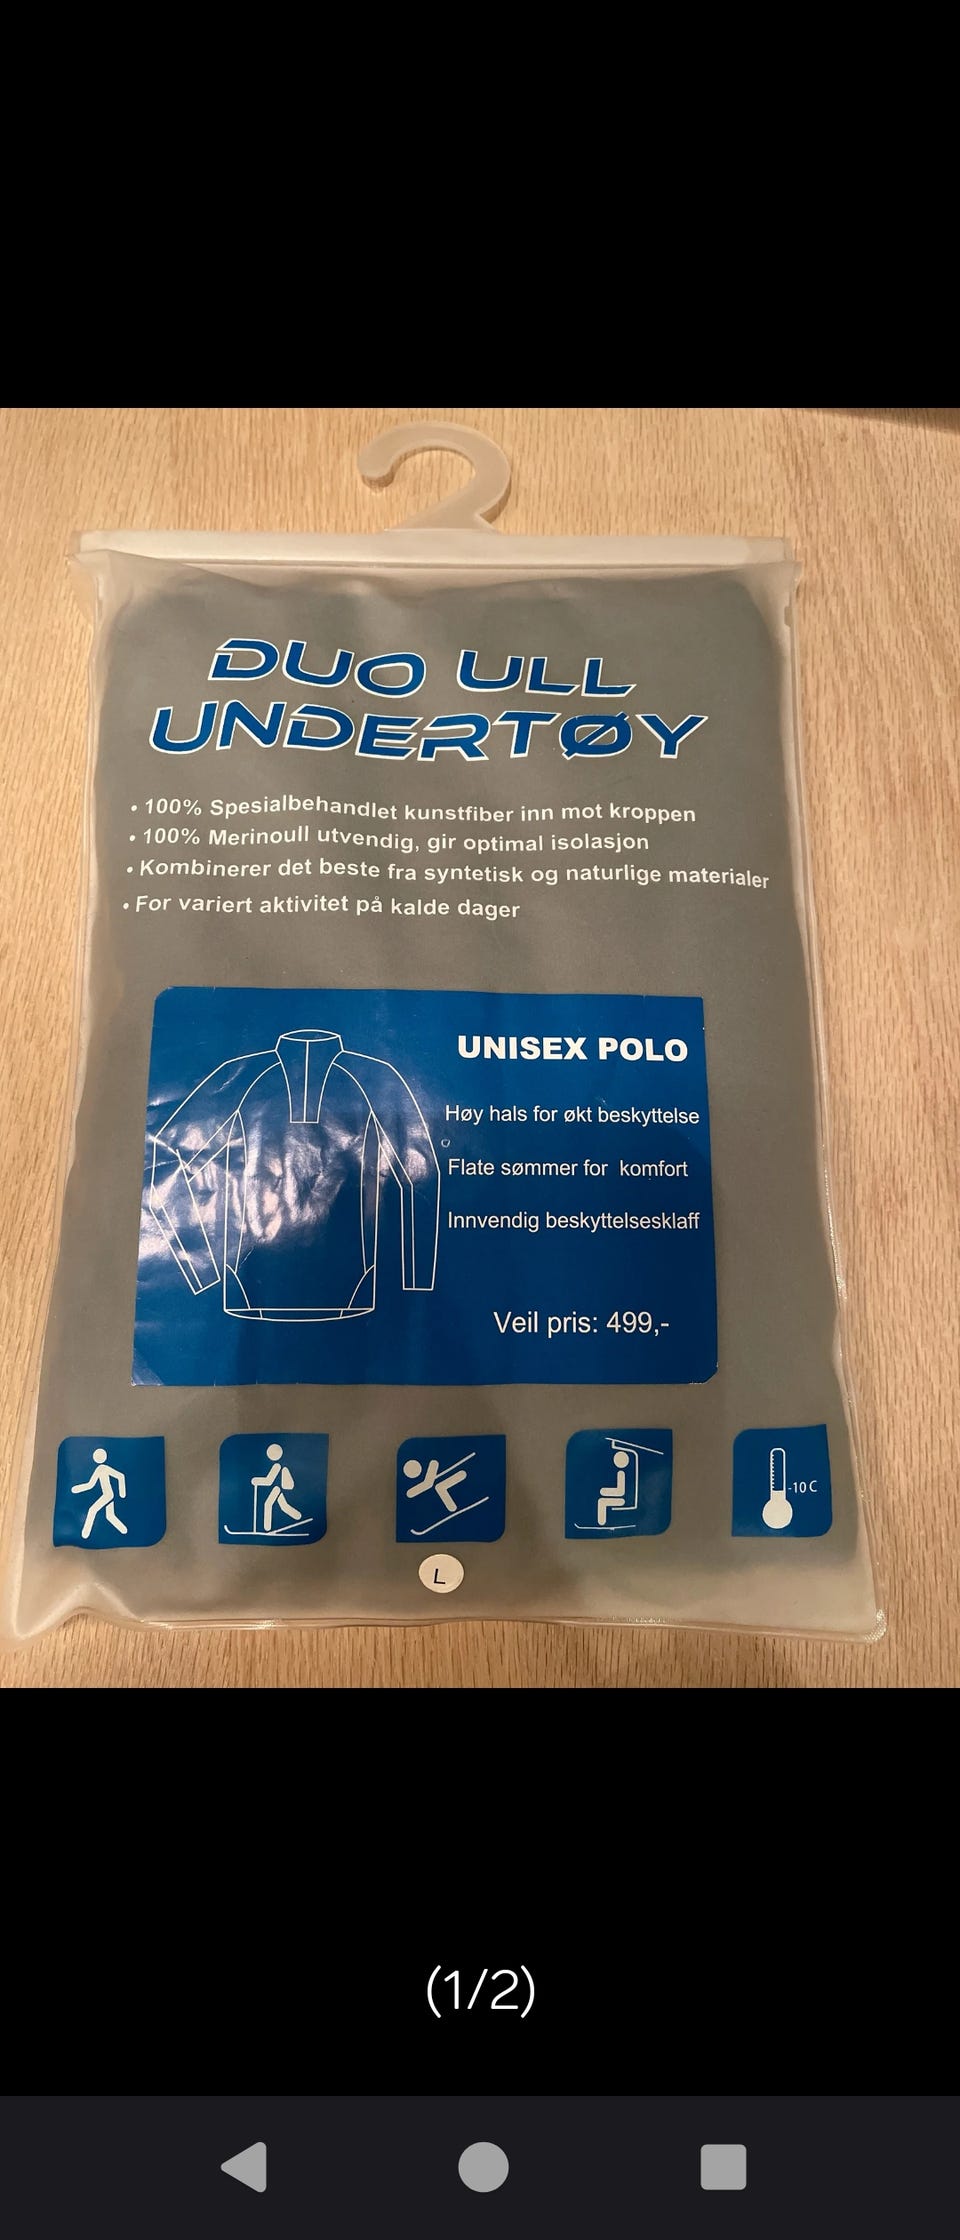 DUO ULL
UNDERTØY
• 100% Spesialbehandlet kunstfiber inn mot kroppen
• 100% Merinoull utvendig, gir optimal isolasjon
• Kombinerer det beste fra syntetisk og naturlige materialer
• For variert aktivitet på kalde dager
UNISEX POLO
Høy hals for økt beskyttelse
Flate sømmer for komfort
Innvendig beskyttelsesklaff
Veil pris: 499,-
-10 C
L
(1/2)